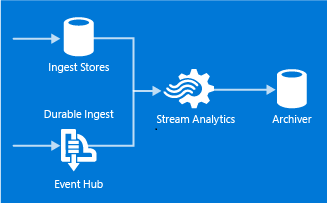 Ingest Stores
Durable Ingest
Event Hub
Stream Analytics
Archiver